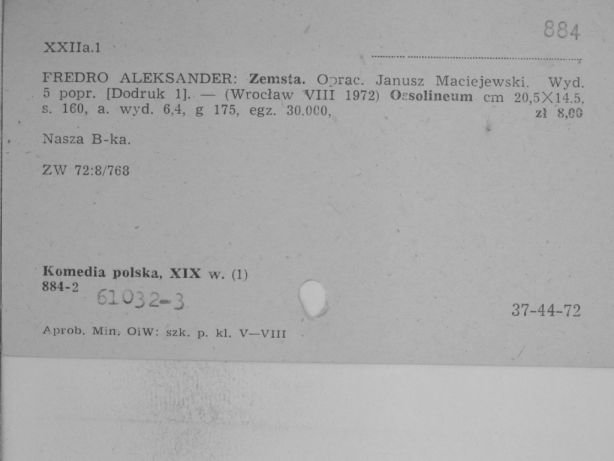 884
XXIIa.1
FREDRO ALEKSANDER: Zemsta. Oprac. Janusz Maciejewski. Wyd.
5 popr. [Dodruk 1]. — (Wrocław VIII 1972) Ossolineum cm 20,5×14,5,
s. 160, a. wyd. 6,4, g 175, egz. 30.000, zł 8,00
Nasza B-ka.
ZW 72:8/768
Komedia polska, XIX w. (1)
884-2
61032-3
37-44-72
Aprob. Min. OiW: szk. p. kl. V—VIII